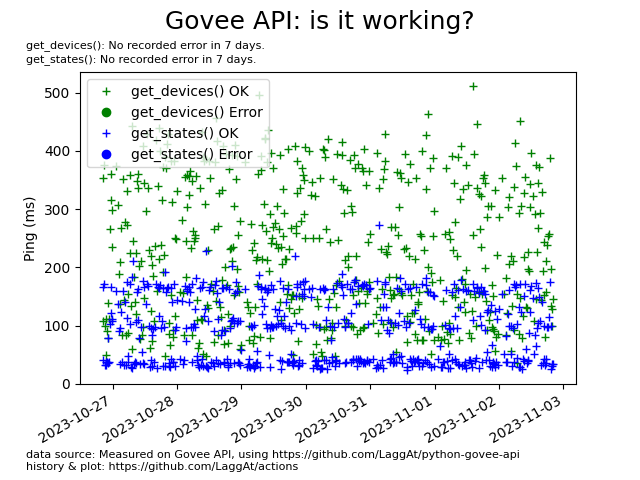 Govee API: is it working?
get_devices(): No recorded error in 7 days.
get_states(): No recorded error in 7 days.
get_devices() OK
get_devices() Error
get_states() OK
get_states() Error
Ping (ms)
500
400
300
200
100
0
2023-10-27
2023-10-28
2023-10-29
2023-10-30
2023-10-31
2023-11-01
2023-11-02
2023-11-03
data source: Measured on Govee API, using https://github.com/LaggAt/python-govee-api
history & plot: https://github.com/LaggAt/actions